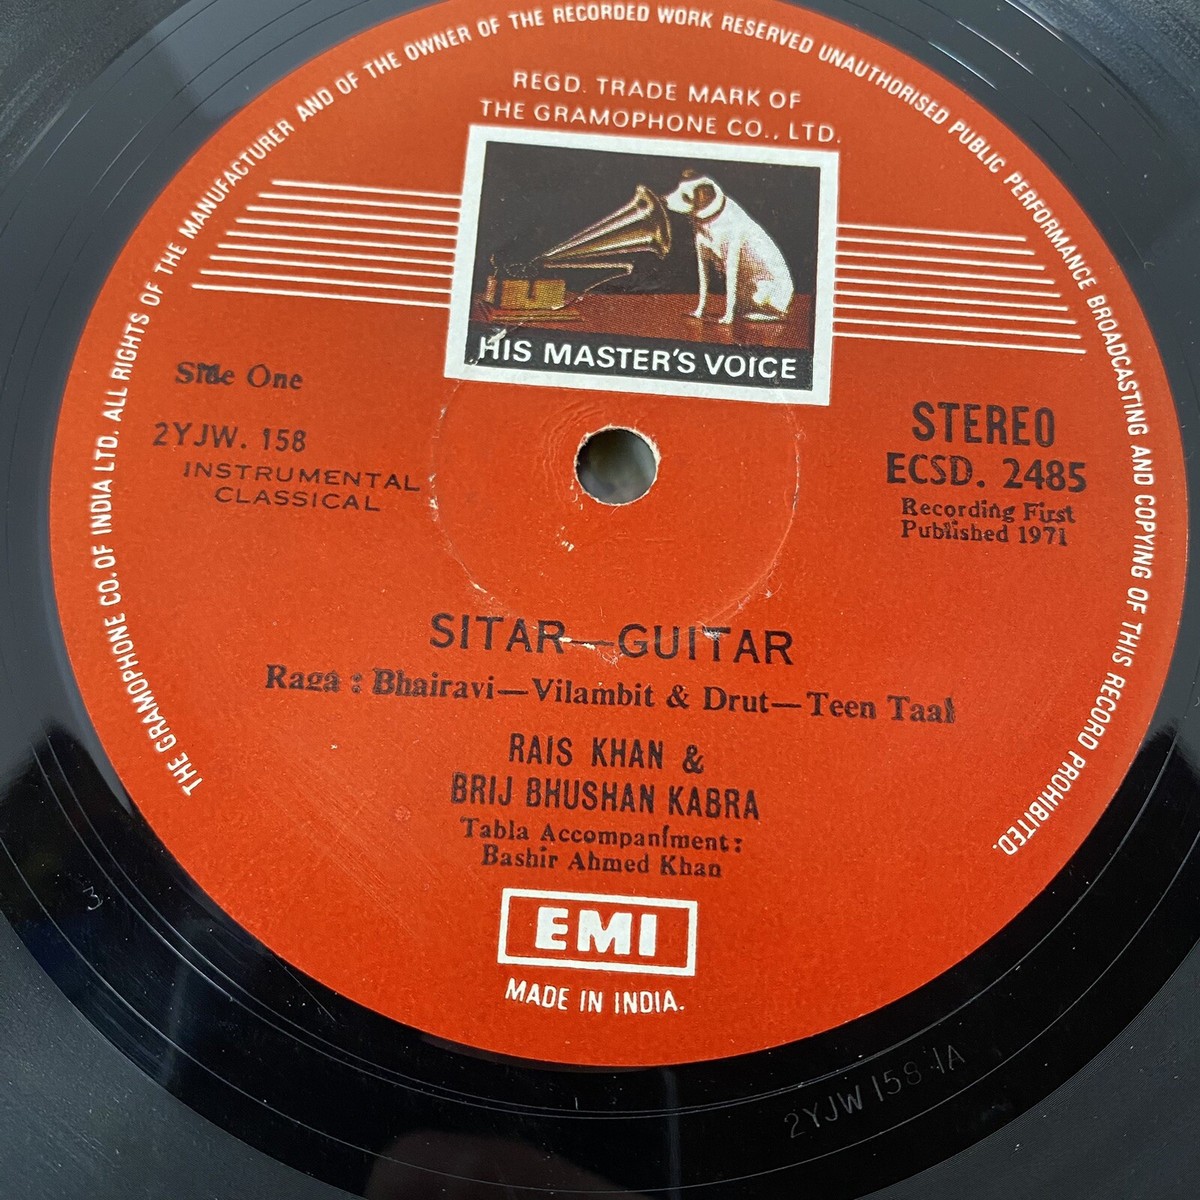 THE GRAMOPHONE CO. OF INDIA LTD. ALL RIGHTS OF THE MANUFACTURER AND OF THE OWNER OF THE RECORDED WORK RESERVED UNAUTHORISED PUBLIC PERFORMANCE BROADCASTING AND COPYING OF THIS RECORD PROHIBITED.
REGD. TRADE MARK OF
THE GRAMOPHONE CO., LTD.
HIS MASTER'S VOICE
Side One
2YJW. 158
INSTRUMENTAL
CLASSICAL
STEREO
ECSD. 2485
Recording First
Published 1971
SITAR—GUITAR
Raga : Bhairavi—Vilambit & Drut—Teen Taal
RAIS KHAN &
BRIJ BHUSHAN KABRA
Tabla Accompaniment:
Bashir Ahmed Khan
EMI
MADE IN INDIA.
3
2YJW 158 1A